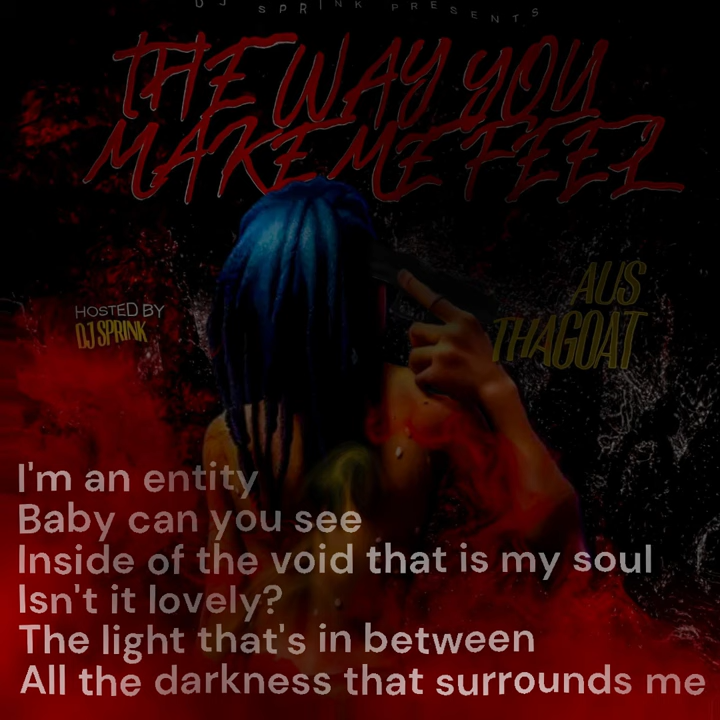 DJ SPRINK PRESENTS
THE WAY YOU
MAKE ME FEEL
HOSTED BY
DJ SPRINK
AUS
THAGOAT
I'm an entity
Baby can you see
Inside of the void that is my soul
Isn't it lovely?
The light that's in between
All the darkness that surrounds me